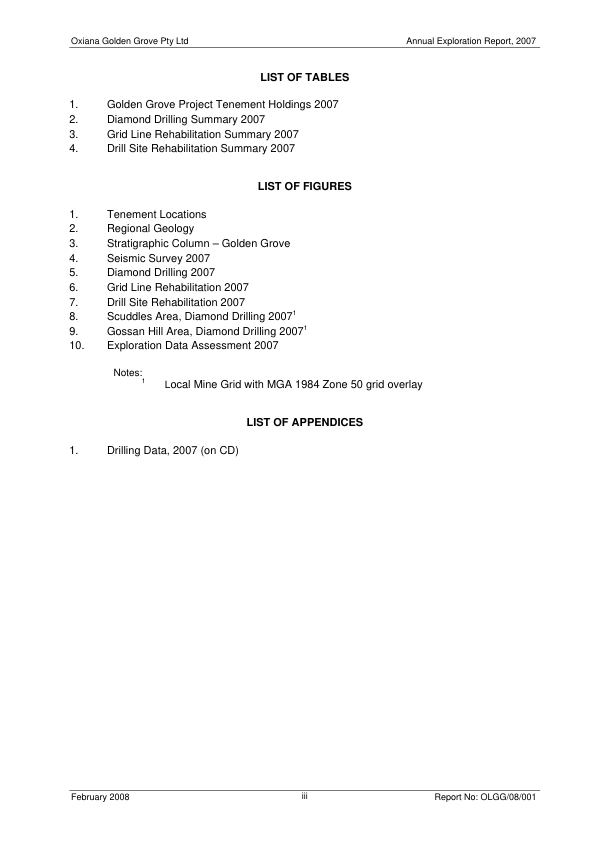 Oxiana Golden Grove Pty Ltd Annual Exploration Report, 2007
LIST OF TABLES
1. Golden Grove Project Tenement Holdings 2007
2. Diamond Drilling Summary 2007
3. Grid Line Rehabilitation Summary 2007
4. Drill Site Rehabilitation Summary 2007
LIST OF FIGURES
1. Tenement Locations
2. Regional Geology
3. Stratigraphic Column – Golden Grove
4. Seismic Survey 2007
5. Diamond Drilling 2007
6. Grid Line Rehabilitation 2007
7. Drill Site Rehabilitation 2007
8. Scuddles Area, Diamond Drilling 2007¹
9. Gossan Hill Area, Diamond Drilling 2007¹
10. Exploration Data Assessment 2007
Notes:
¹ Local Mine Grid with MGA 1984 Zone 50 grid overlay
LIST OF APPENDICES
1. Drilling Data, 2007 (on CD)
February 2008 iii Report No: OLGG/08/001